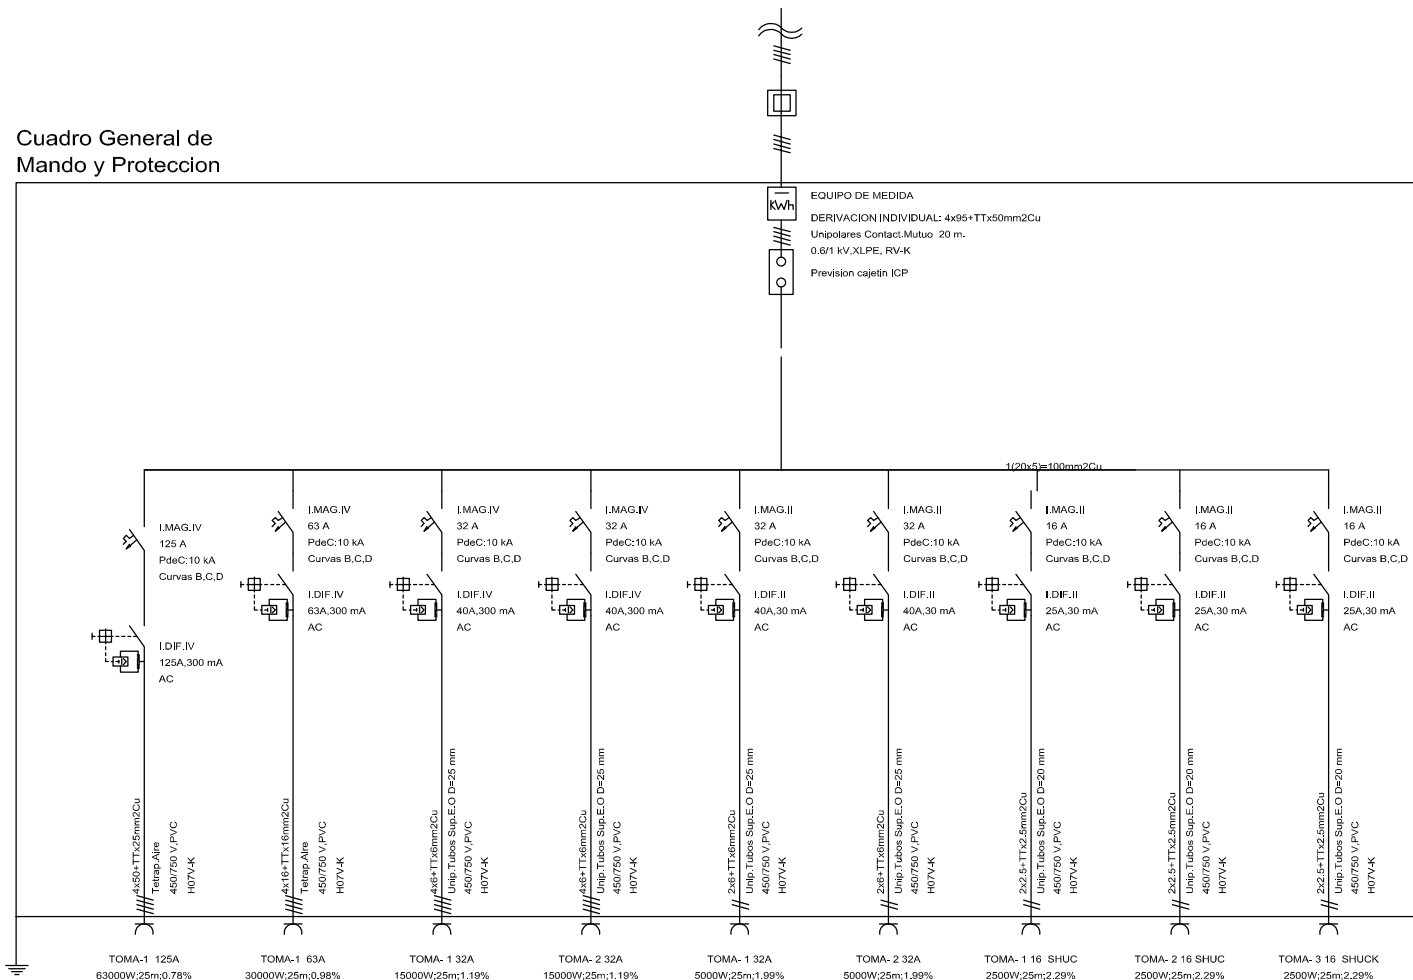 Cuadro General de
Mando y Proteccion
KWh
EQUIPO DE MEDIDA
DERIVACION INDIVIDUAL: 4x95+TTx50mm2Cu
Unipolares Contact.Mutuo 20 m.
0.6/1 kV,XLPE, RV-K
Prevision cajetin ICP
1(20x5)=100mm2Cu
I.MAG.IV
125 A
PdeC:10 kA
Curvas B,C,D
I.DIF.IV
125A,300 mA
AC
4x50+TTx25mm2Cu
Tetrap.Aire
450/750 V,PVC
H07V-K
TOMA-1 125A
63000W;25m;0.78%
I.MAG.IV
63 A
PdeC:10 kA
Curvas B,C,D
I.DIF.IV
63A,300 mA
AC
4x16+TTx16mm2Cu
Tetrap.Aire
450/750 V,PVC
H07V-K
TOMA-1 63A
30000W;25m;0.98%
I.MAG.IV
32 A
PdeC:10 kA
Curvas B,C,D
I.DIF.IV
40A,300 mA
AC
4x6+TTx6mm2Cu
Unip.Tubos Sup.E.O D=25 mm
450/750 V,PVC
H07V-K
TOMA- 1 32A
15000W;25m;1.19%
I.MAG.IV
32 A
PdeC:10 kA
Curvas B,C,D
I.DIF.IV
40A,300 mA
AC
4x6+TTx6mm2Cu
Unip.Tubos Sup.E.O D=25 mm
450/750 V,PVC
H07V-K
TOMA- 2 32A
15000W;25m;1.19%
I.MAG.II
32 A
PdeC:10 kA
Curvas B,C,D
I.DIF.II
40A,30 mA
AC
2x6+TTx6mm2Cu
Unip.Tubos Sup.E.O D=25 mm
450/750 V,PVC
H07V-K
TOMA- 1 32A
5000W;25m;1.99%
I.MAG.II
32 A
PdeC:10 kA
Curvas B,C,D
I.DIF.II
40A,30 mA
AC
2x6+TTx6mm2Cu
Unip.Tubos Sup.E.O D=25 mm
450/750 V,PVC
H07V-K
TOMA- 2 32A
5000W;25m;1.99%
I.MAG.II
16 A
PdeC:10 kA
Curvas B,C,D
I.DIF.II
25A,30 mA
AC
2x2.5+TTx2.5mm2Cu
Unip.Tubos Sup.E.O D=20 mm
450/750 V,PVC
H07V-K
TOMA- 1 16 SHUC
2500W;25m;2.29%
I.MAG.II
16 A
PdeC:10 kA
Curvas B,C,D
I.DIF.II
25A,30 mA
AC
2x2.5+TTx2.5mm2Cu
Unip.Tubos Sup.E.O D=20 mm
450/750 V,PVC
H07V-K
TOMA- 2 16 SHUC
2500W;25m;2.29%
I.MAG.II
16 A
PdeC:10 kA
Curvas B,C,D
I.DIF.II
25A,30 mA
AC
2x2.5+TTx2.5mm2Cu
Unip.Tubos Sup.E.O D=20 mm
450/750 V,PVC
H07V-K
TOMA- 3 16 SHUCK
2500W;25m;2.29%